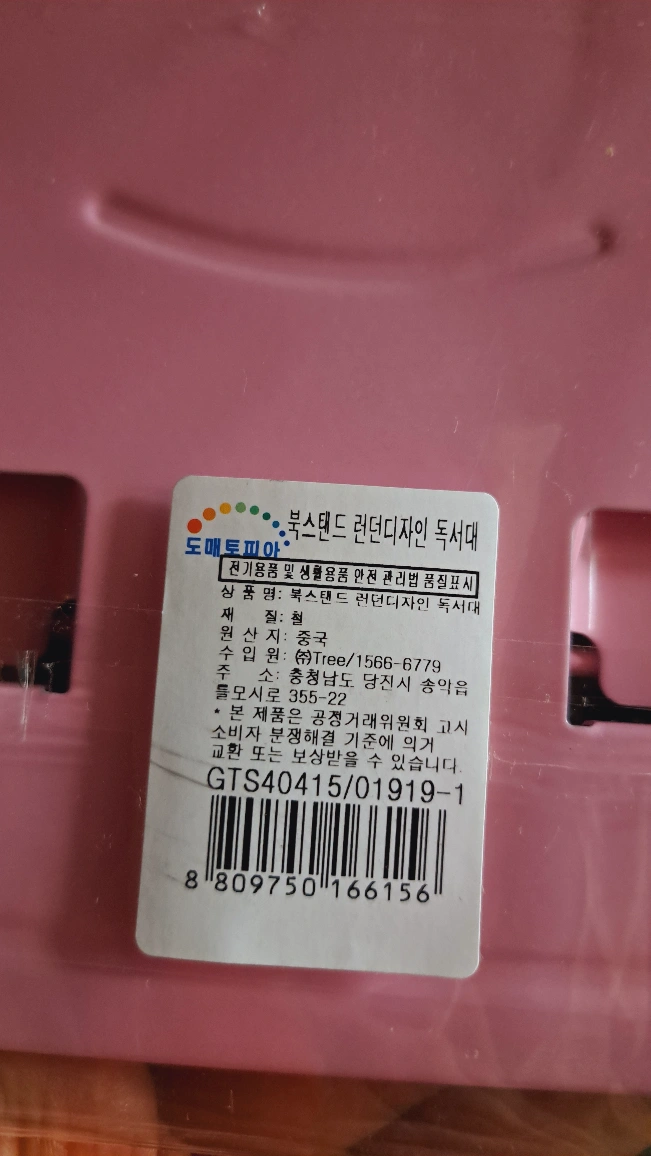 북스탠드 런던디자인 독서대
도매토피아
전기용품 및 생활용품 안전 관리법 품질표시
상 품 명: 북스탠드 런던디자인 독서대
재 질: 철
원 산 지: 중국
수 입 원: ㈜Tree/1566-6779
주 소: 충청남도 당진시 송악읍
틀모시로 355-22
* 본 제품은 공정거래위원회 고시
소비자 분쟁해결 기준에 의거
교환 또는 보상받을 수 있습니다.
GTS40415/01919-1
8 809750 166156